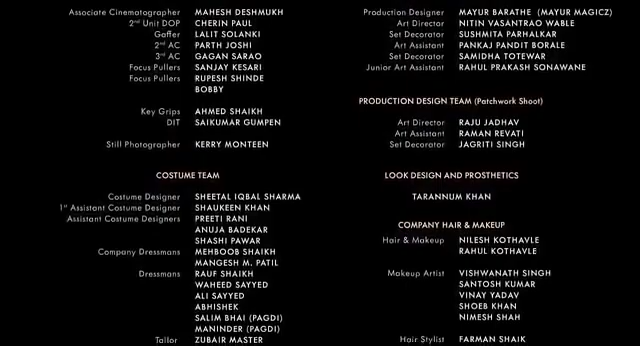 Associate Cinematographer MAHESH DESHMUKH
2nd Unit DOP CHERIN PAUL
Gaffer LALIT SOLANKI
2nd AC PARTH JOSHI
3rd AC GAGAN SARAO
Focus Pullers SANJAY KESARI
Focus Pullers RUPESH SHINDE
BOBBY
Key Grips AHMED SHAIKH
DIT SAIKUMAR GUMPEN
Still Photographer KERRY MONTEEN
COSTUME TEAM
Costume Designer SHEETAL IQBAL SHARMA
1st Assistant Costume Designer SHAUKEEN KHAN
Assistant Costume Designers PREETI RANI
ANUJA BADEKAR
SHASHI PAWAR
Company Dressmans MEHBOOB SHAIKH
MANGESH M. PATIL
Dressmans RAUF SHAIKH
WAHEED SAYYED
ALI SAYYED
ABHISHEK
SALIM BHAI (PAGDI)
MANINDER (PAGDI)
Tailor ZUBAIR MASTER
Production Designer MAYUR BARATHE (MAYUR MAGICZ)
Art Director NITIN VASANTRAO WABLE
Set Decorator SUSHMITA PARHALKAR
Art Assistant PANKAJ PANDIT BORALE
Set Decorator SAMIDHA TOTEWAR
Junior Art Assistant RAHUL PRAKASH SONAWANE
PRODUCTION DESIGN TEAM (Patchwork Shoot)
Art Director RAJU JADHAV
Art Assistant RAMAN REVATI
Set Decorator JAGRITI SINGH
LOOK DESIGN AND PROSTHETICS
TARANNUM KHAN
COMPANY HAIR & MAKEUP
Hair & Makeup NILESH KOTHAVLE
RAHUL KOTHAVLE
Makeup Artist VISHWANATH SINGH
SANTOSH KUMAR
VINAY YADAV
SHOEB KHAN
NIMESH SHAH
Hair Stylist FARMAN SHAIK